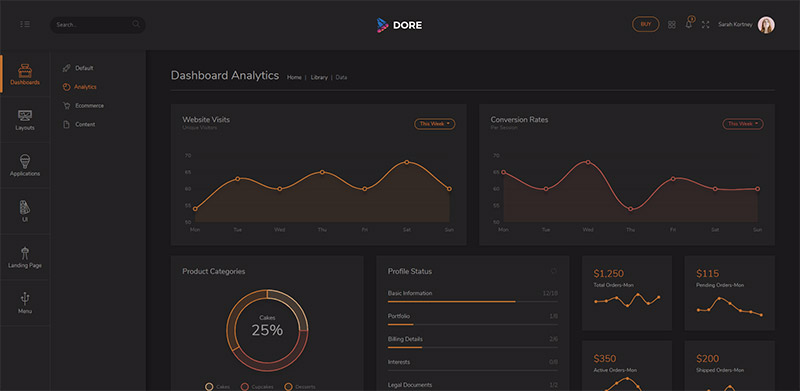 Search...
DORE
BUY
3
Sarah Kortney
Dashboards
Layouts
Applications
UI
Landing Page
Menu
Default
Analytics
Ecommerce
Content
Dashboard Analytics
Home | Library | Data
Website Visits
Unique Visitors
This Week
70
65
60
55
50
Mon Tue Wed Thu Fri Sat Sun
Conversion Rates
Per Session
This Week
70
65
60
55
50
Mon Tue Wed Thu Fri Sat Sun
Product Categories
Cakes
25%
Cakes Cupcakes Desserts
Profile Status
Basic Information 12/18
Portfolio 1/8
Billing Details 2/6
Interests 0/8
Legal Documents 1/2
$1,250
Total Orders-Mon
$115
Pending Orders-Mon
$350
Active Orders-Mon
$200
Shipped Orders-Mon